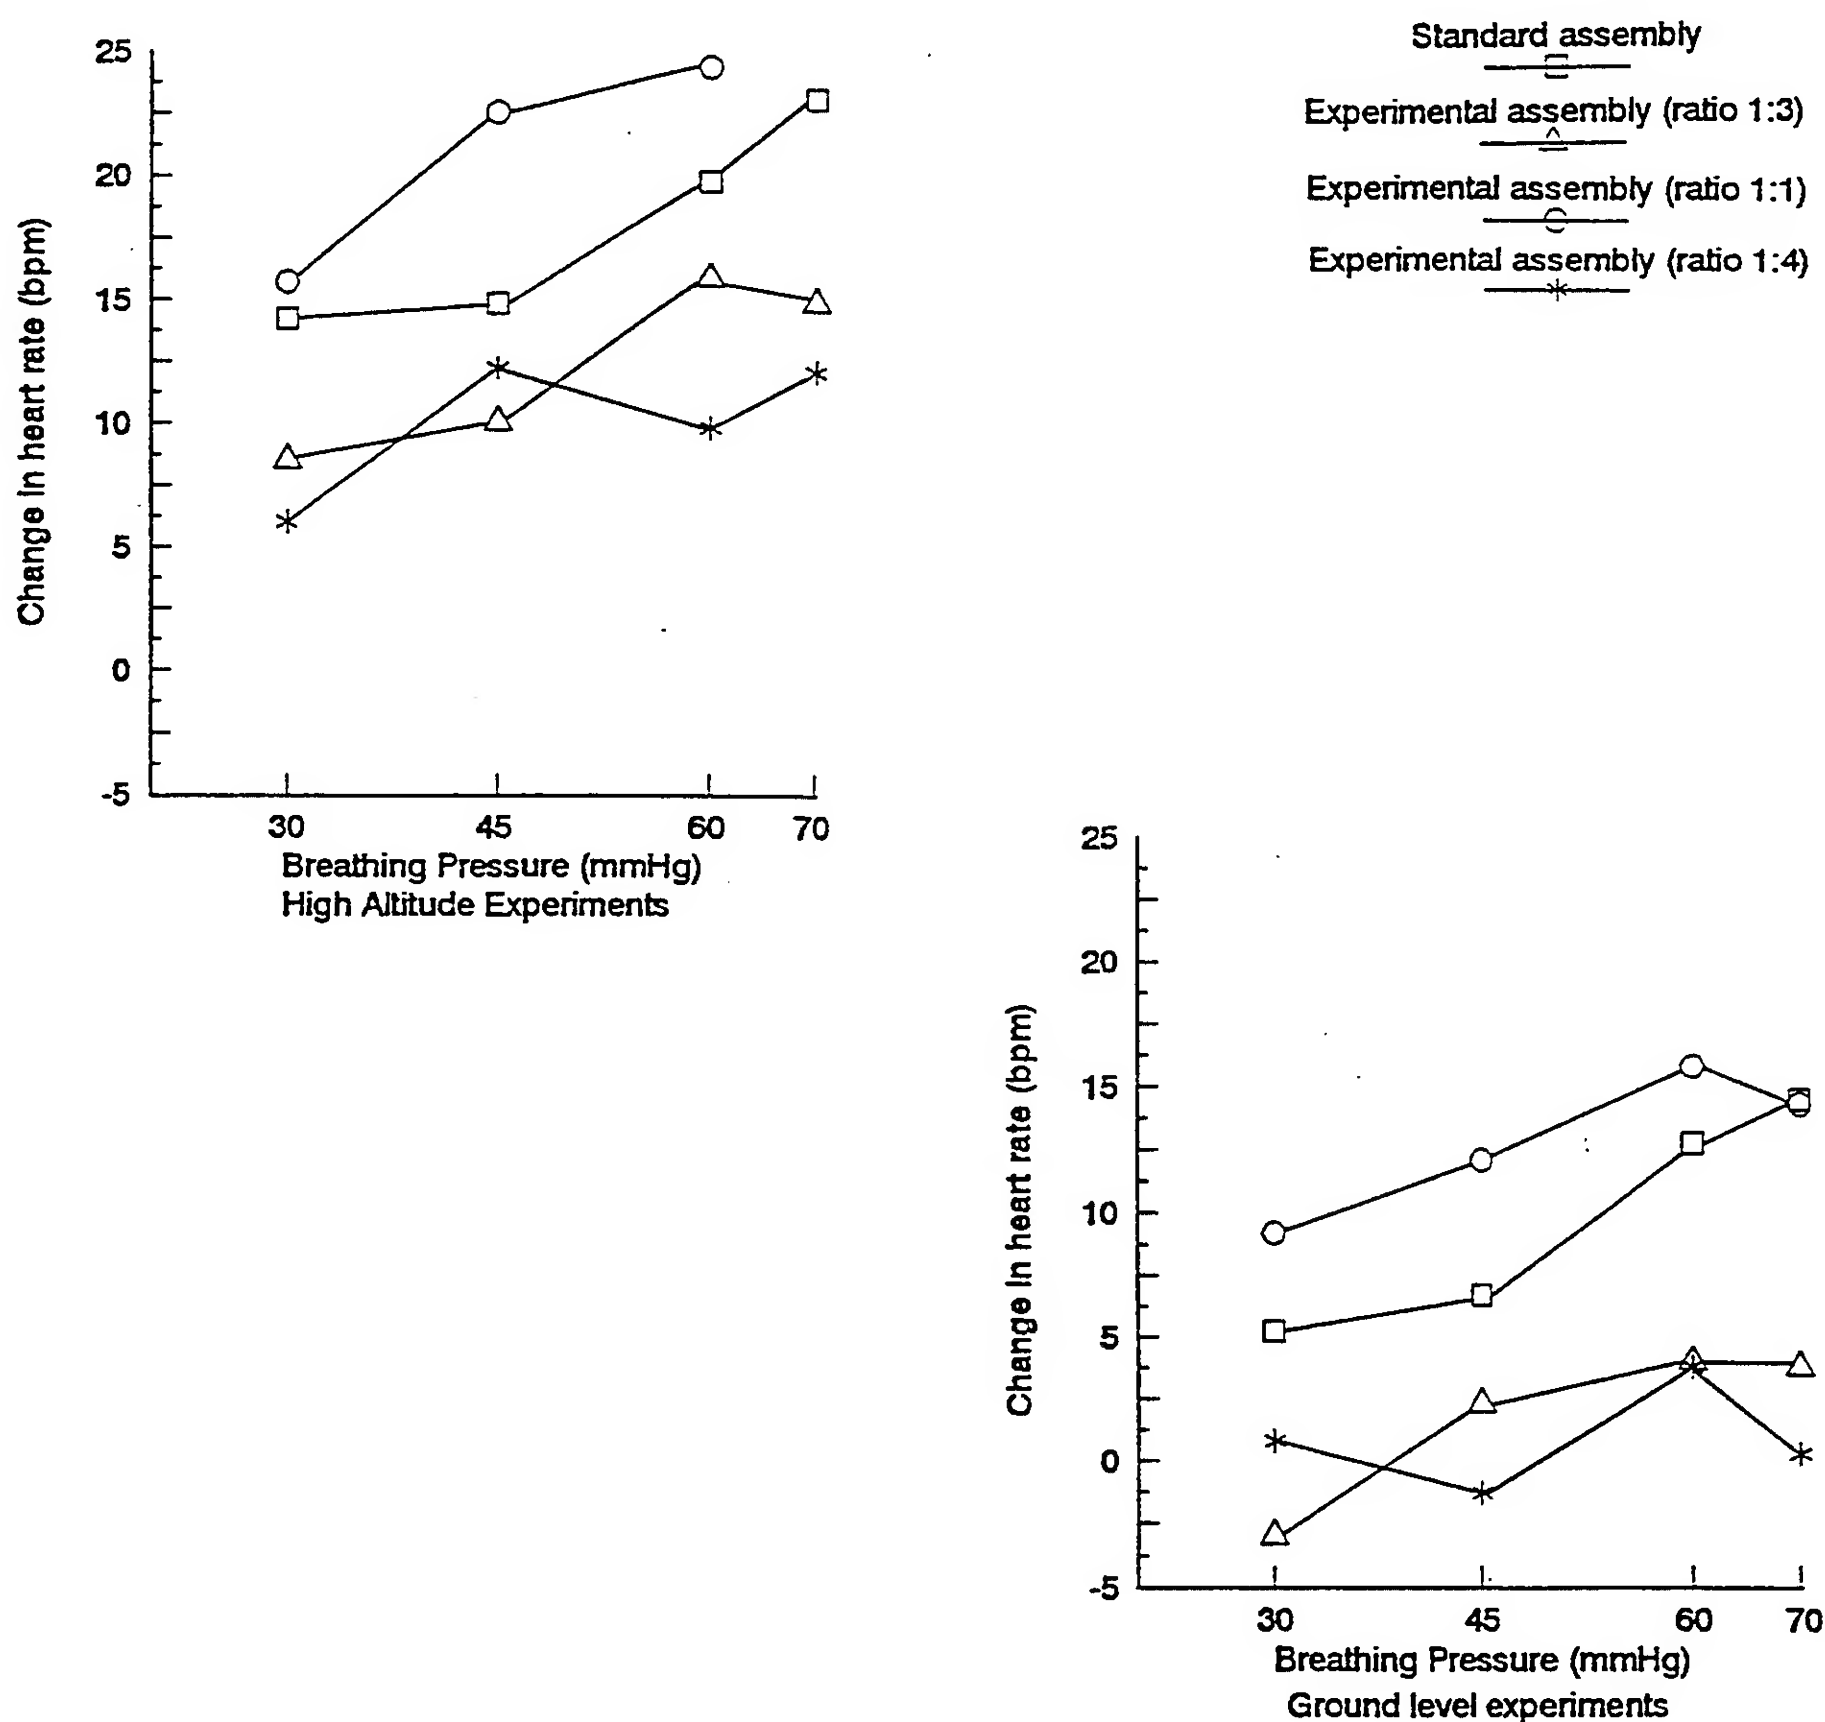 25
20
15
10
5
0
-5
Change in heart rate (bpm)
30 45 60 70
Breathing Pressure (mmHg)
High Altitude Experiments
Standard assembly
Experimental assembly (ratio 1:3)
Experimental assembly (ratio 1:1)
Experimental assembly (ratio 1:4)
25
20
15
10
5
0
-5
Change in heart rate (bpm)
30 45 60 70
Breathing Pressure (mmHg)
Ground level experiments